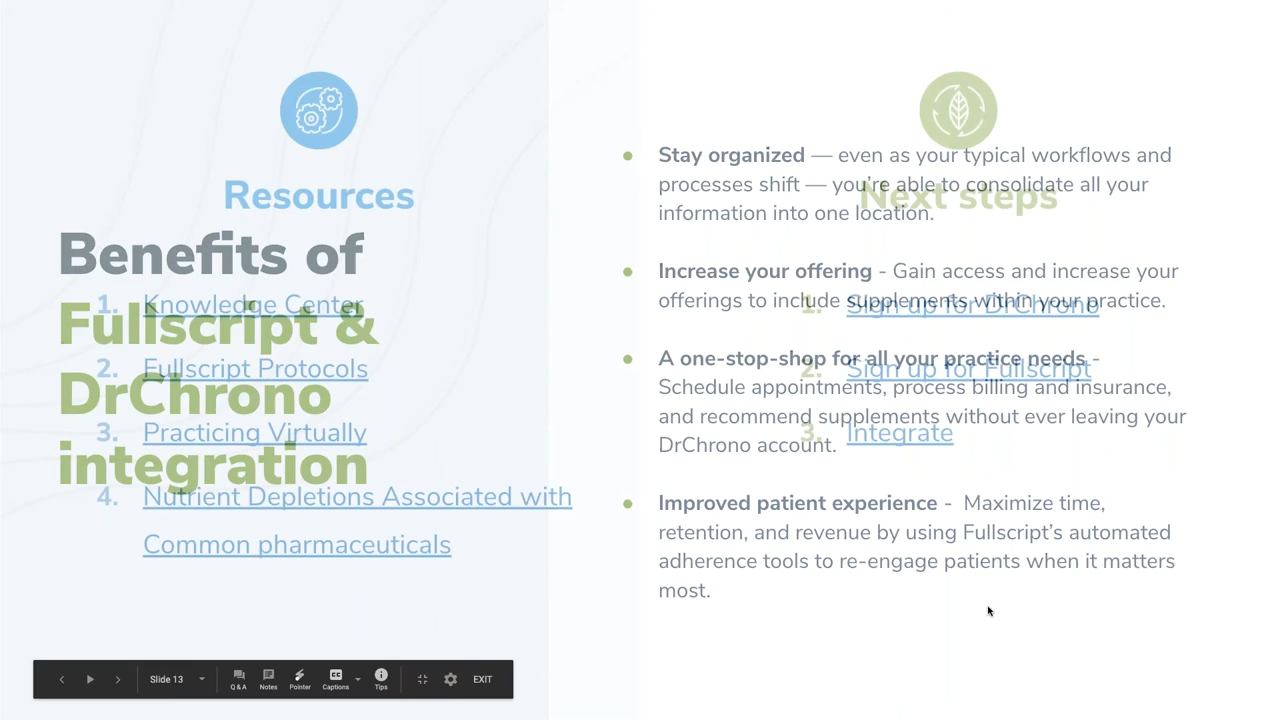 Resources
1. Knowledge Center
2. Fullscript Protocols
3. Practicing Virtually
4. Nutrient Depletions Associated with
Common pharmaceuticals
Next steps
1. Sign up for DrChrono
2. Sign up for Fullscript
3. Integrate
Benefits of
Fullscript &
DrChrono
integration
• Stay organized — even as your typical workflows and
processes shift — you're able to consolidate all your
information into one location.
• Increase your offering - Gain access and increase your
offerings to include supplements within your practice.
• A one-stop-shop for all your practice needs -
Schedule appointments, process billing and insurance,
and recommend supplements without ever leaving your
DrChrono account.
• Improved patient experience - Maximize time,
retention, and revenue by using Fullscript’s automated
adherence tools to re-engage patients when it matters
most.
Slide 13
Q & A
Notes
Pointer
CC
Captions
Tips
EXIT